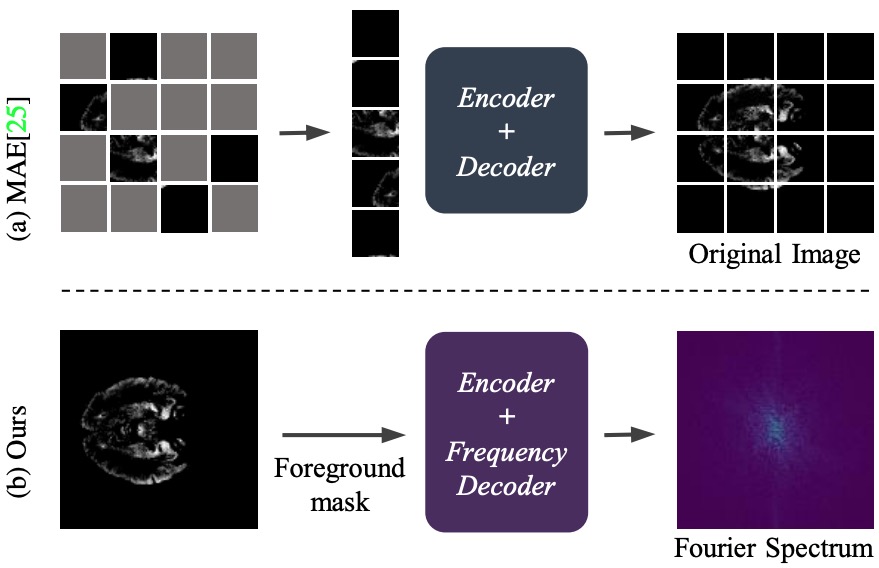 (a) MAE[25]
Encoder
+
Decoder
Original Image
(b) Ours
Foreground
mask
Encoder
+
Frequency
Decoder
Fourier Spectrum